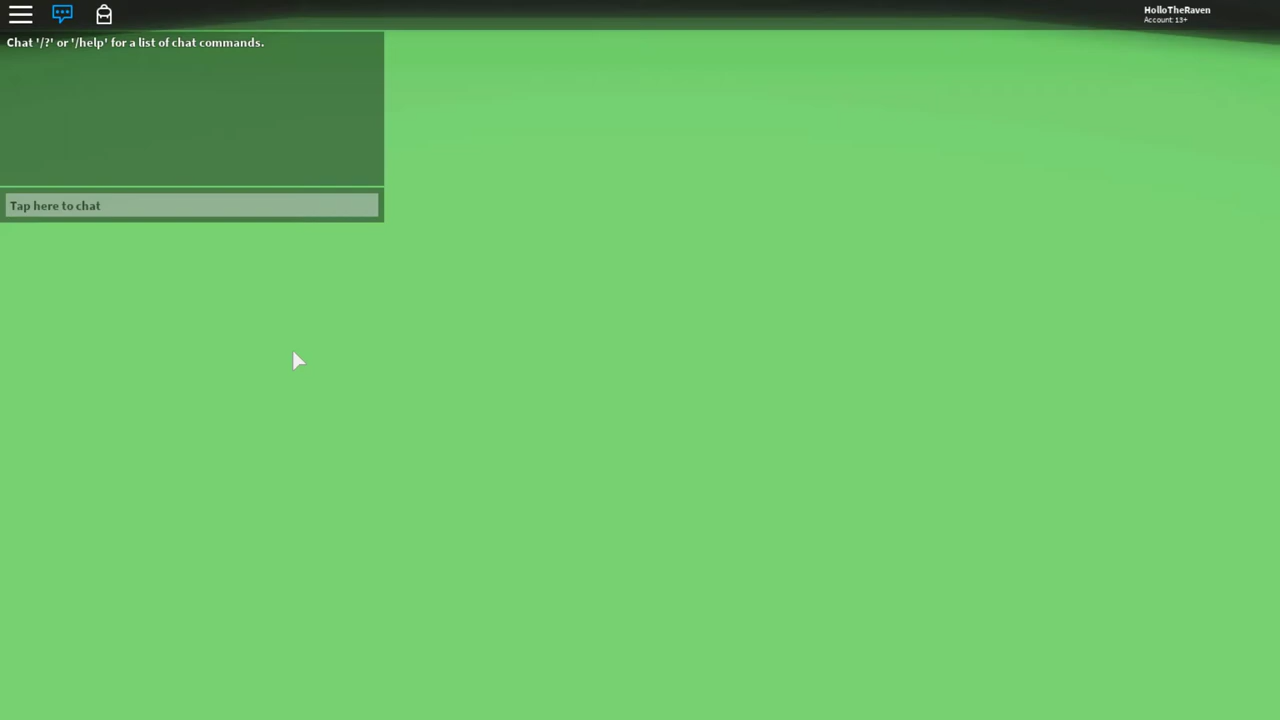 HolloTheRaven
Account: 13+
Chat '/?' or '/help' for a list of chat commands.
Tap here to chat